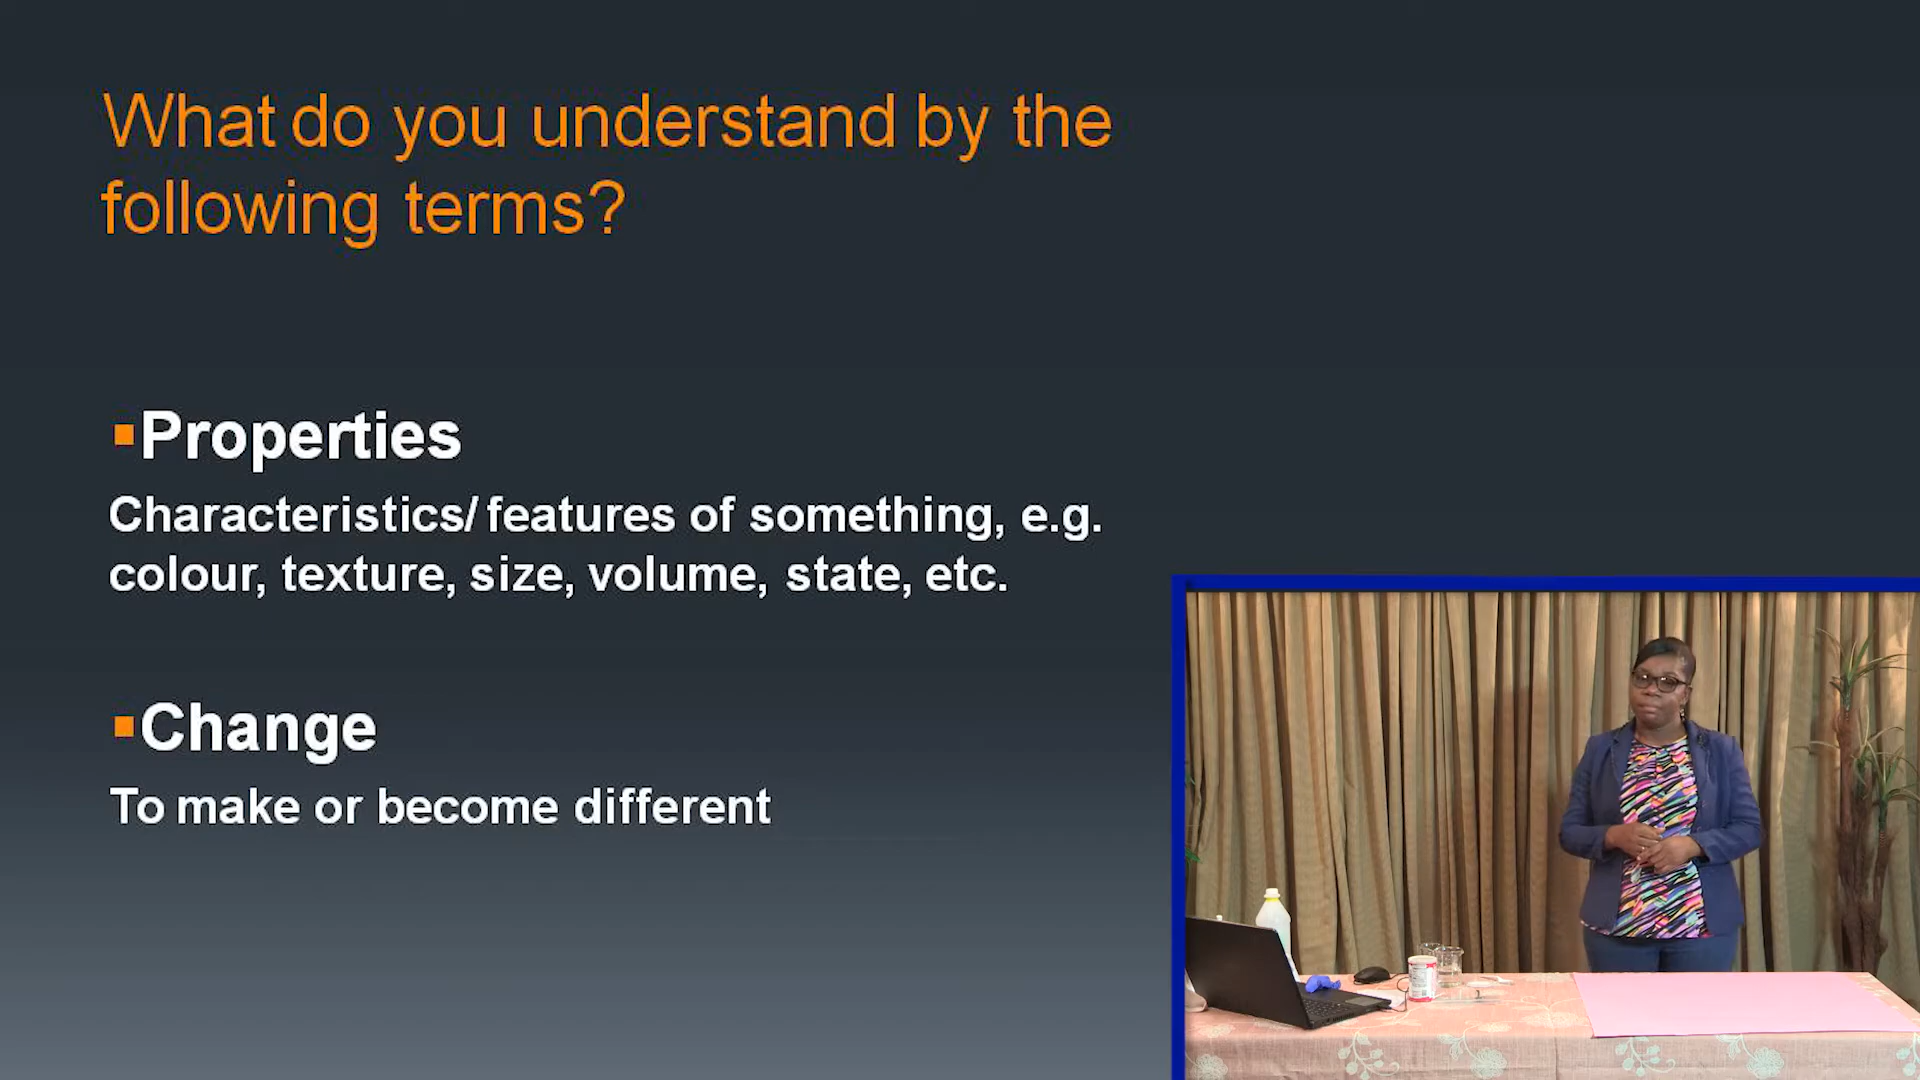 What do you understand by the
following terms?
▪Properties
Characteristics/ features of something, e.g.
colour, texture, size, volume, state, etc.
▪Change
To make or become different